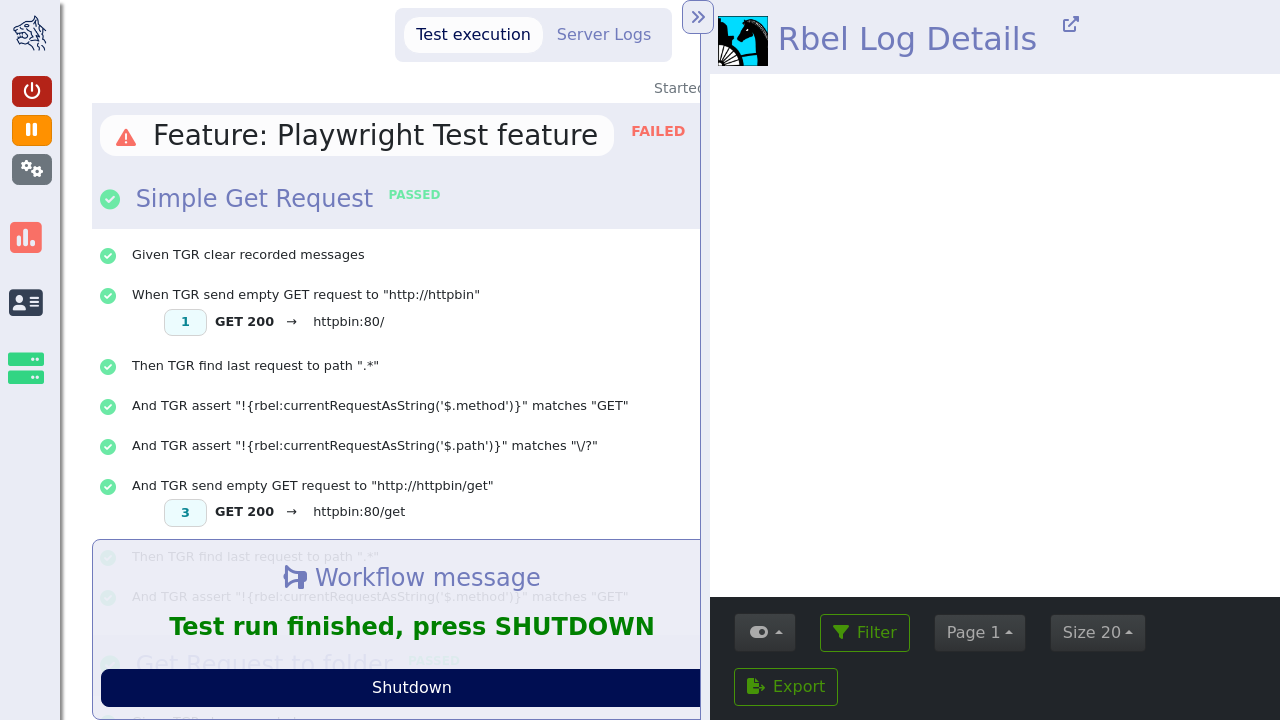 Test execution
Server Logs
Started
Feature: Playwright Test feature
FAILED
Simple Get Request
PASSED
Given TGR clear recorded messages
When TGR send empty GET request to "http://httpbin"
1 GET 200 → httpbin:80/
Then TGR find last request to path ".*"
And TGR assert "!{rbel:currentRequestAsString('$.method')}" matches "GET"
And TGR assert "!{rbel:currentRequestAsString('$.path')}" matches "\/?"
And TGR send empty GET request to "http://httpbin/get"
3 GET 200 → httpbin:80/get
Then TGR find last request to path ".*"
Workflow message
And TGR assert "!{rbel:currentRequestAsString('$.method')}" matches "GET"
Test run finished, press SHUTDOWN
Get Request to folder
PASSED
Shutdown
Rbel Log Details
Filter
Page 1
Size 20
Export